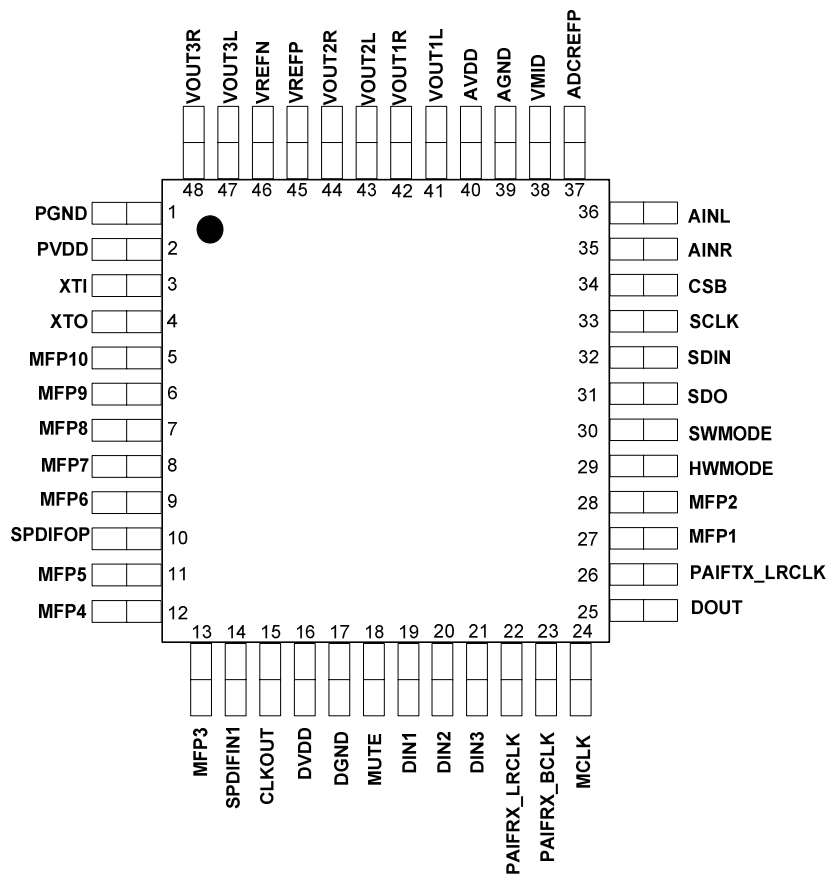 VOUT3R VOUT3L VREFN VREFP VOUT2R VOUT2L VOUT1R VOUT1L AVDD AGND VMID ADCREFP
48 47 46 45 44 43 42 41 40 39 38 37
PGND 1 36 AINL
PVDD 2 35 AINR
XTI 3 34 CSB
XTO 4 33 SCLK
MFP10 5 32 SDIN
MFP9 6 31 SDO
MFP8 7 30 SWMODE
MFP7 8 29 HWMODE
MFP6 9 28 MFP2
SPDIFOP 10 27 MFP1
MFP5 11 26 PAIFTX_LRCLK
MFP4 12 25 DOUT
13 14 15 16 17 18 19 20 21 22 23 24
MFP3 SPDIFIN1 CLKOUT DVDD DGND MUTE DIN1 DIN2 DIN3 PAIFRX_LRCLK PAIFRX_BCLK MCLK